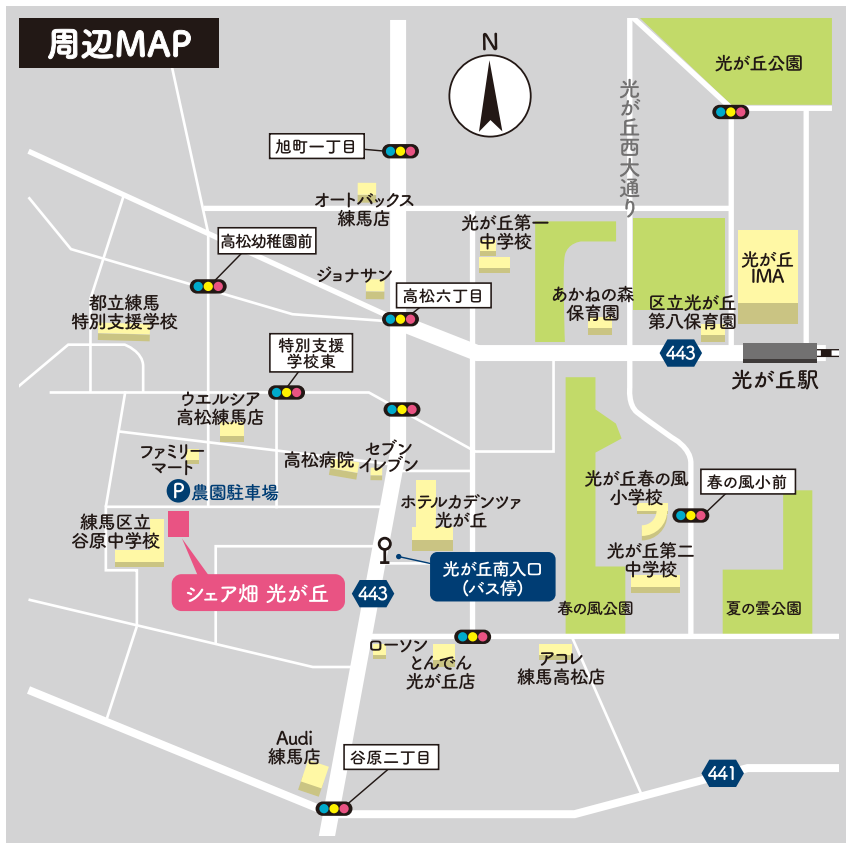 周辺MAP
N
光が丘公園
光が丘西大通り
旭町一丁目
オートバックス
練馬店
光が丘第一
中学校
高松幼稚園前
ジョナサン
光が丘
IMA
高松六丁目
あかねの森
保育園
区立光が丘
第八保育園
都立練馬
特別支援学校
特別支援
学校東
443
光が丘駅
ウエルシア
高松練馬店
ファミリー
マート
高松病院
セブン
イレブン
P
農園駐車場
ホテルカデンツァ
光が丘
光が丘春の風
小学校
春の風小前
練馬区立
谷原中学校
光が丘第二
中学校
シェア畑 光が丘
443
光が丘南入口
(バス停)
春の風公園
夏の雲公園
ローソン
とんでん
光が丘店
アコレ
練馬高松店
Audi
練馬店
谷原二丁目
441